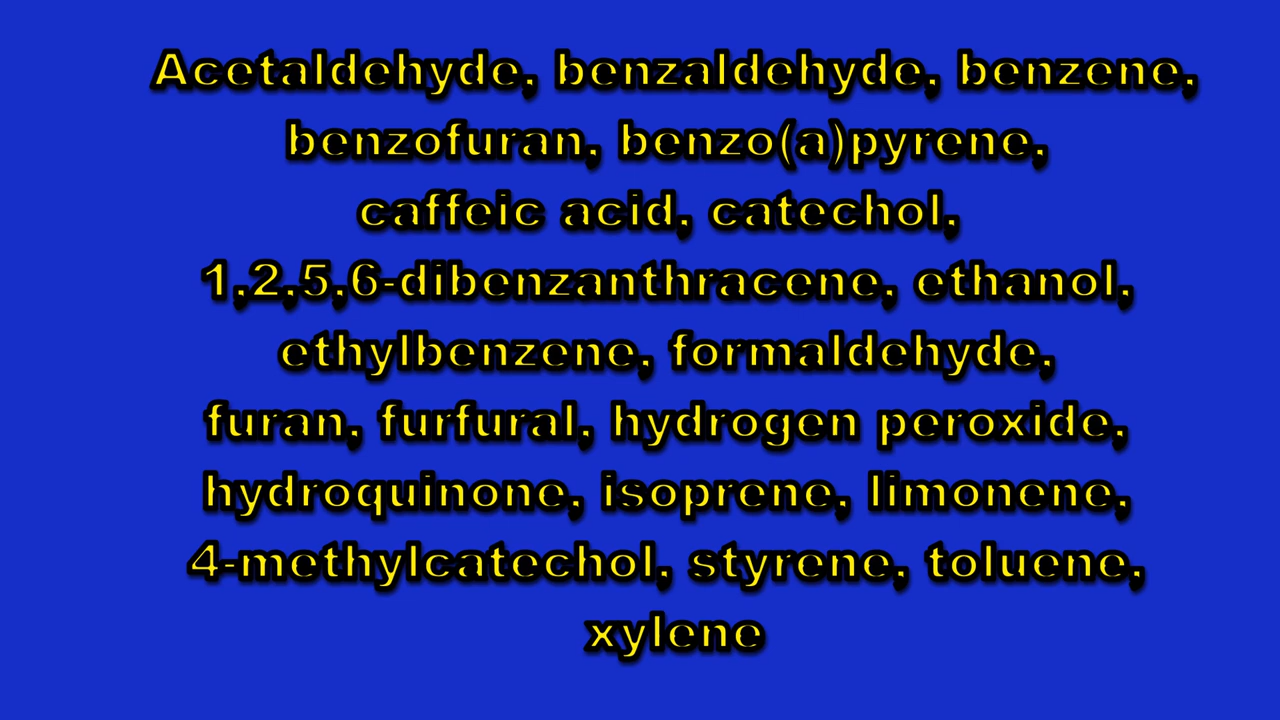 Acetaldehyde, benzaldehyde, benzene,
benzofuran, benzo(a)pyrene,
caffeic acid, catechol,
1,2,5,6-dibenzanthracene, ethanol,
ethylbenzene, formaldehyde,
furan, furfural, hydrogen peroxide,
hydroquinone, isoprene, limonene,
4-methylcatechol, styrene, toluene,
xylene